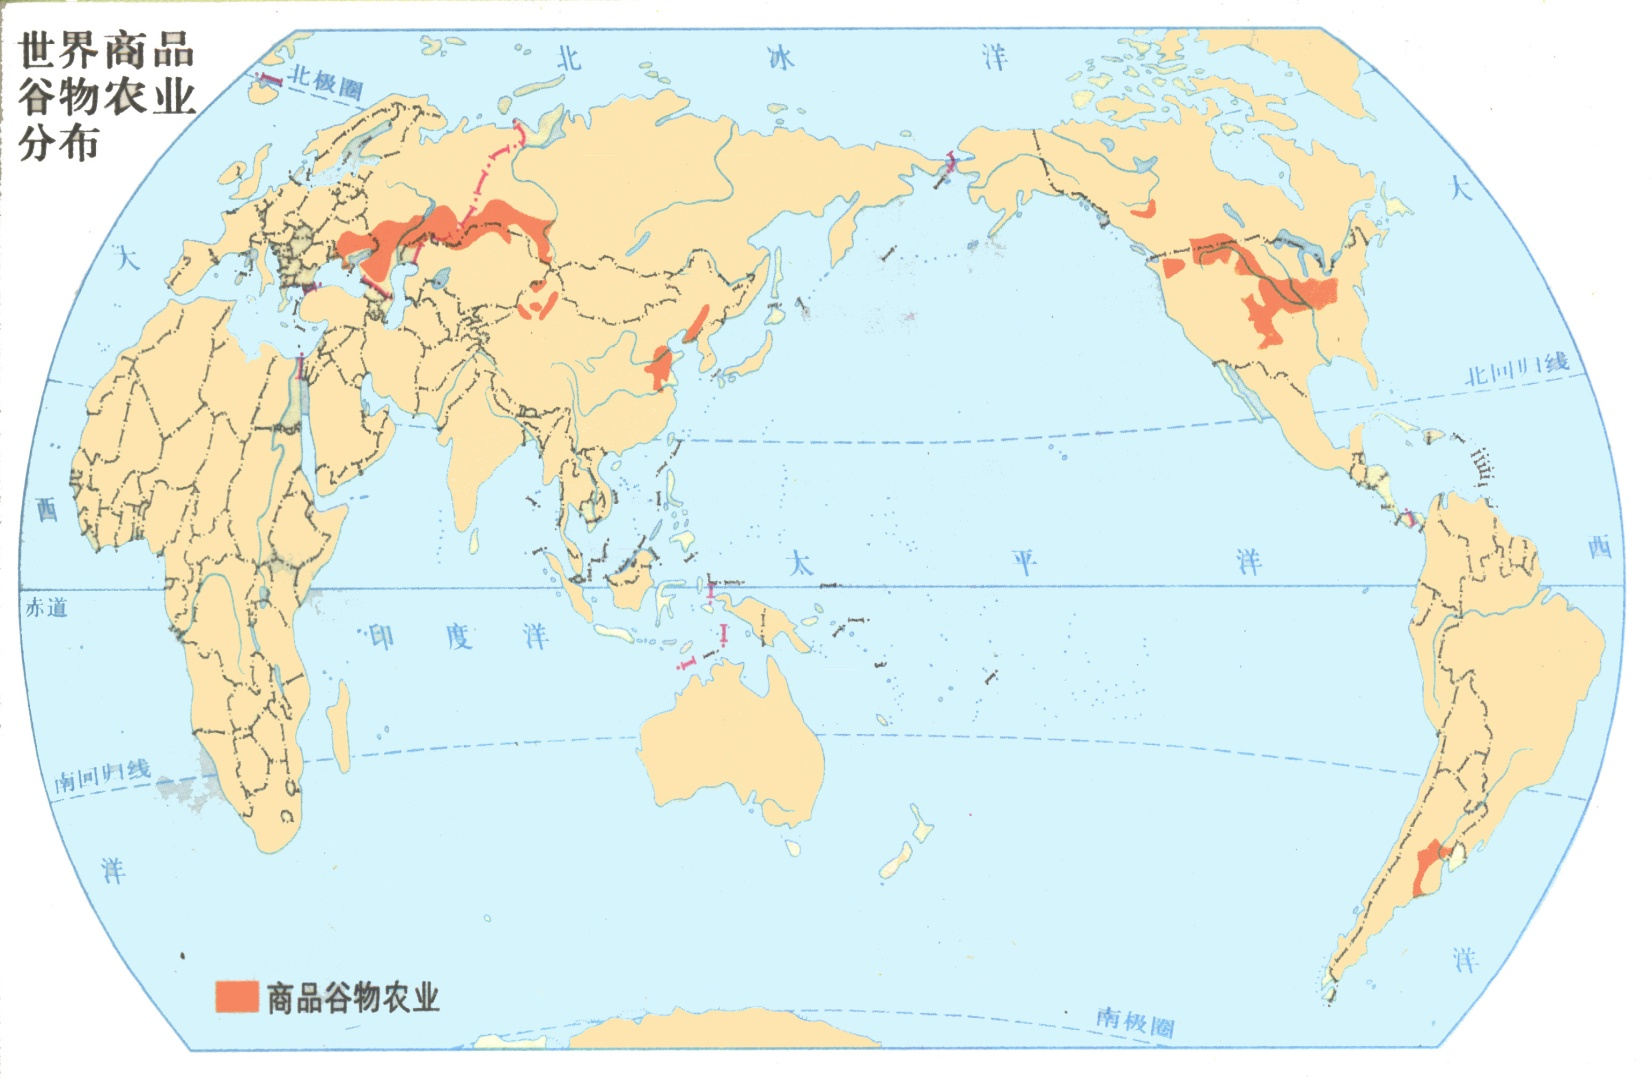 世界商品
谷物农业
分布
北极圈
北
冰
洋
大
大
北回归线
西
太
平
洋
西
赤道
印
度
洋
南回归线
洋
洋
商品谷物农业
南极圈